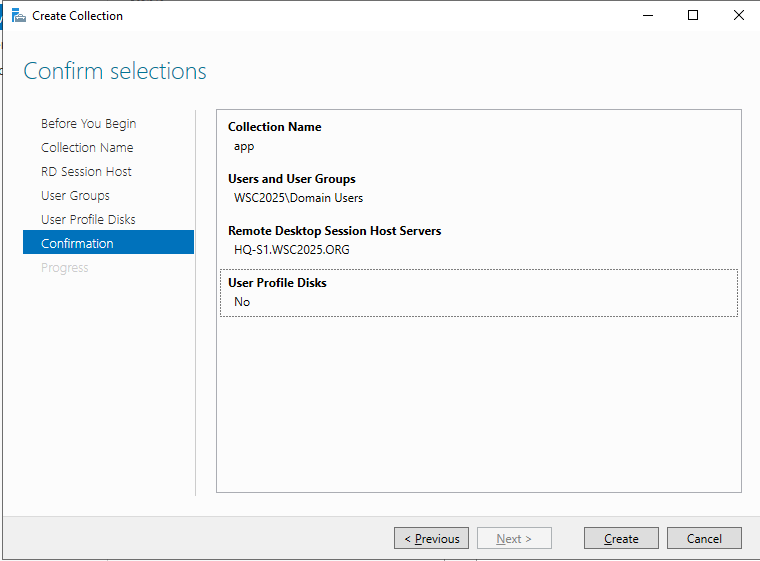 Create Collection
Confirm selections
Before You Begin
Collection Name
RD Session Host
User Groups
User Profile Disks
Confirmation
Progress
Collection Name
app
Users and User Groups
WSC2025\Domain Users
Remote Desktop Session Host Servers
HQ-S1.WSC2025.ORG
User Profile Disks
No
< Previous
Next >
Create
Cancel